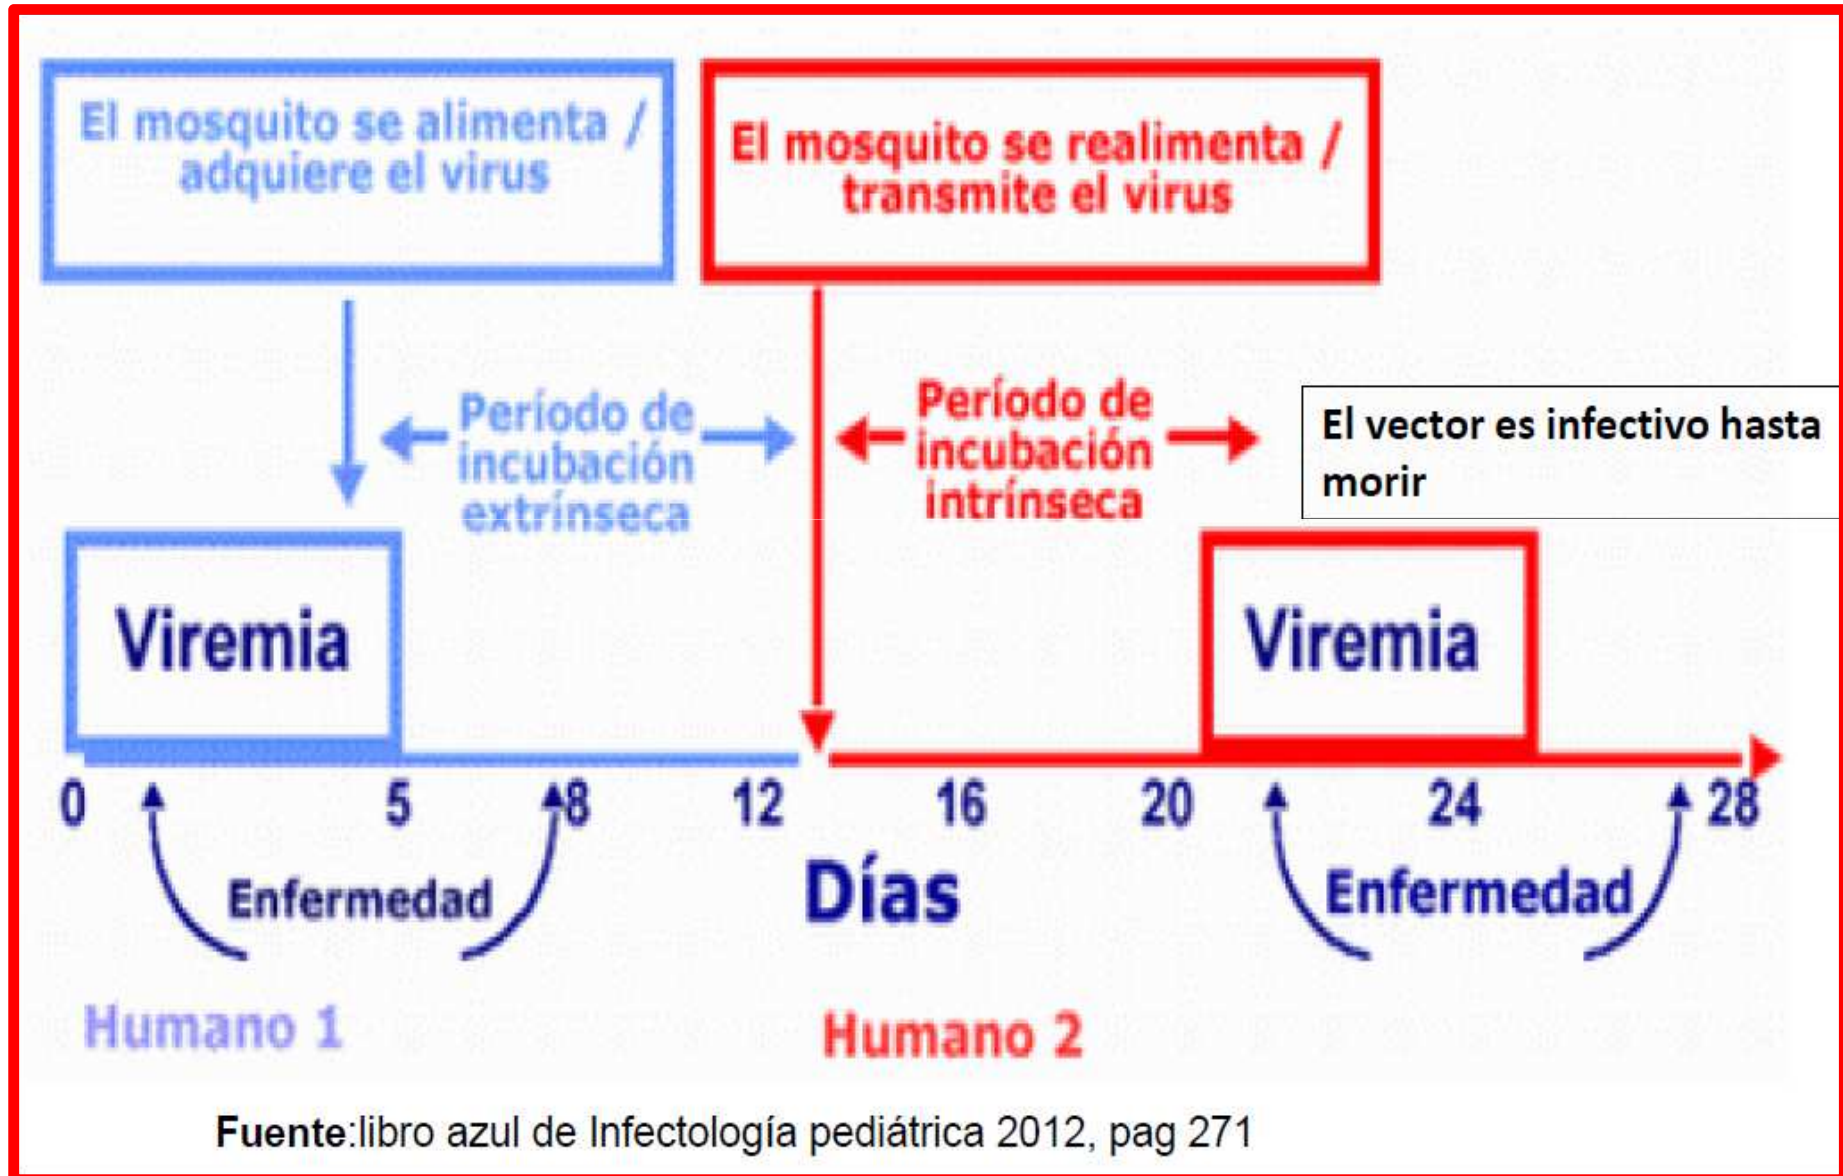 El mosquito se alimenta /
adquiere el virus
El mosquito se realimenta /
transmite el virus
Período de
incubación
extrínseca
Período de
incubación
intrínseca
El vector es infectivo hasta
morir
Viremia
Viremia
0
5
8
12
16
20
24
28
Enfermedad
Días
Enfermedad
Humano 1
Humano 2
Fuente:libro azul de Infectología pediátrica 2012, pag 271